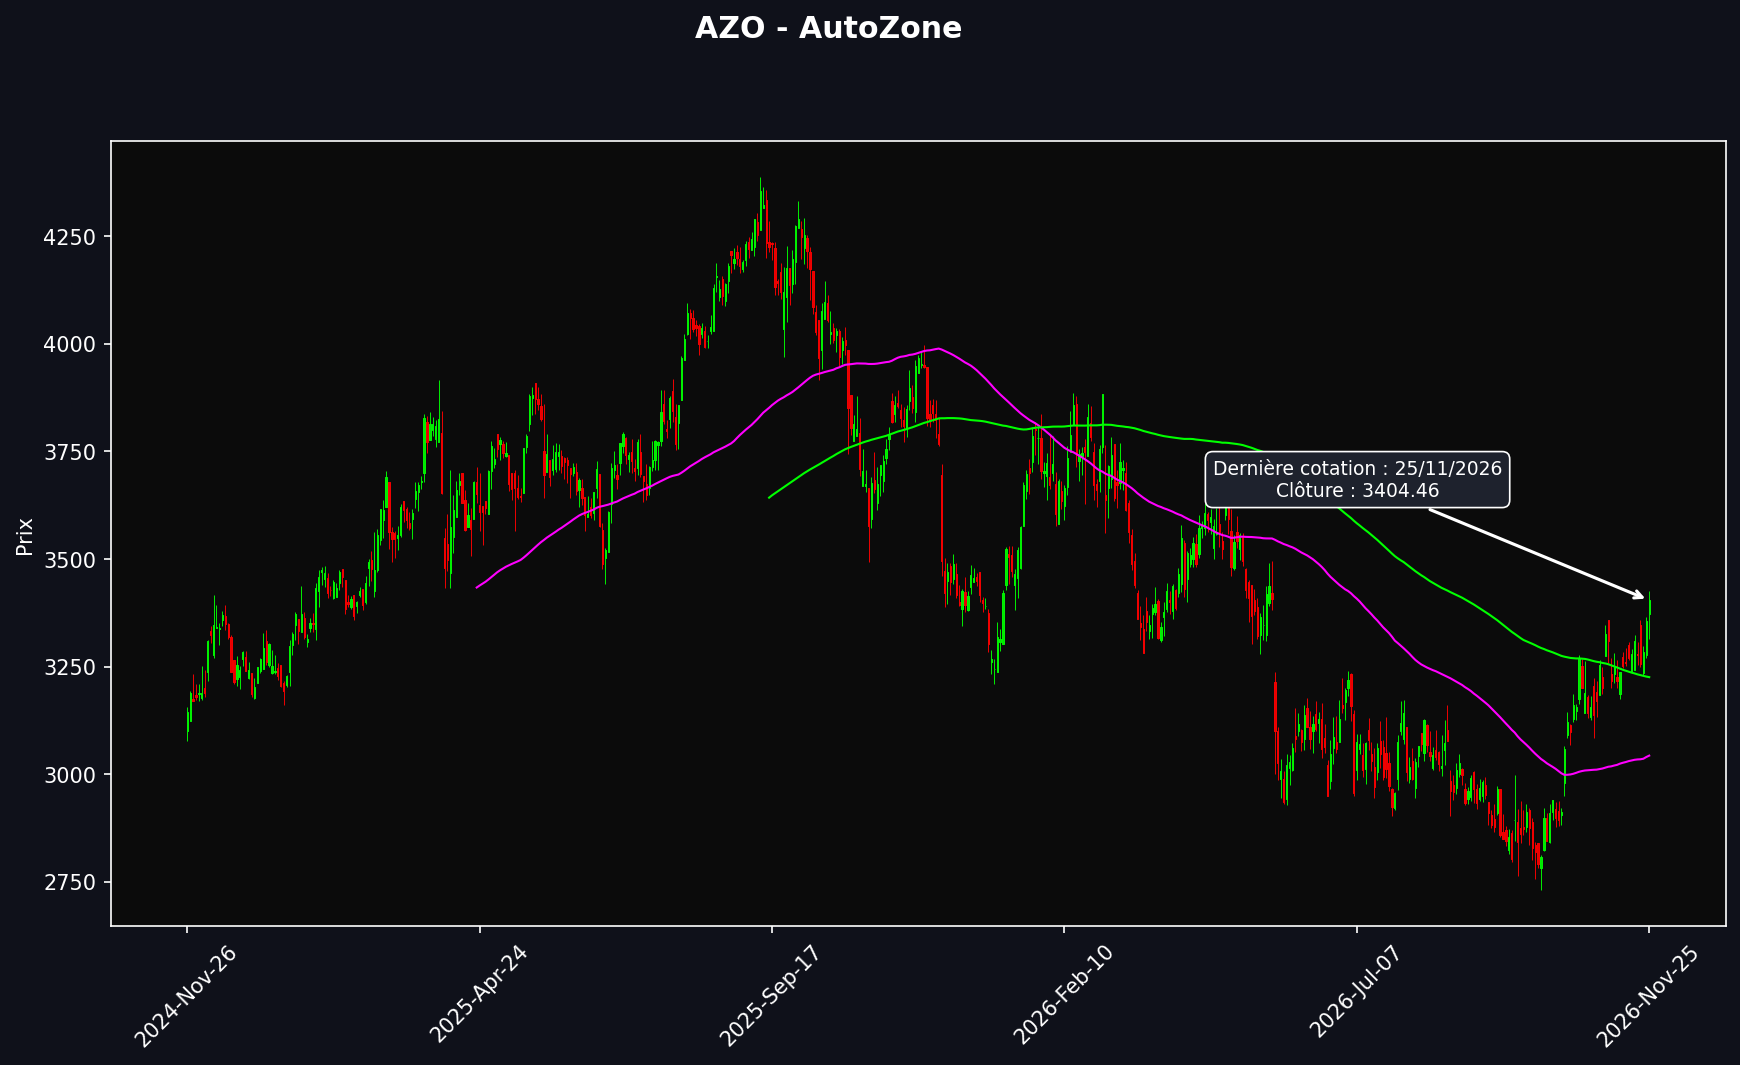 AZO - AutoZone
Prix
4250
4000
3750
3500
3250
3000
2750
Dernière cotation : 25/11/2026
Clôture : 3404.46
2024-Nov-26
2025-Apr-24
2025-Sep-17
2026-Feb-10
2026-Jul-07
2026-Nov-25